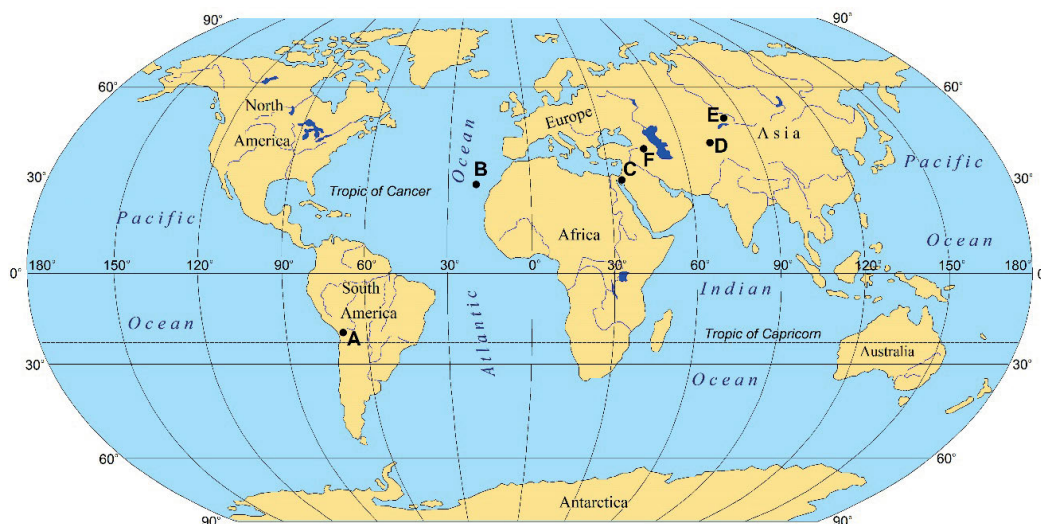 90° 90°
60° 60°
North
America
Europe
Asia
E
D
F
C
B
Ocean
Pacific
Tropic of Cancer
30° 30°
Pacific
Africa
Ocean
0° 180° 150° 120° 90° 60° 30° 0° 30° 60° 90° 120° 150° 180° 0°
South
America
Indian
Ocean
Atlantic
A
Tropic of Capricorn
Australia
30° 30°
Ocean
60° 60°
Antarctica
90° 90°